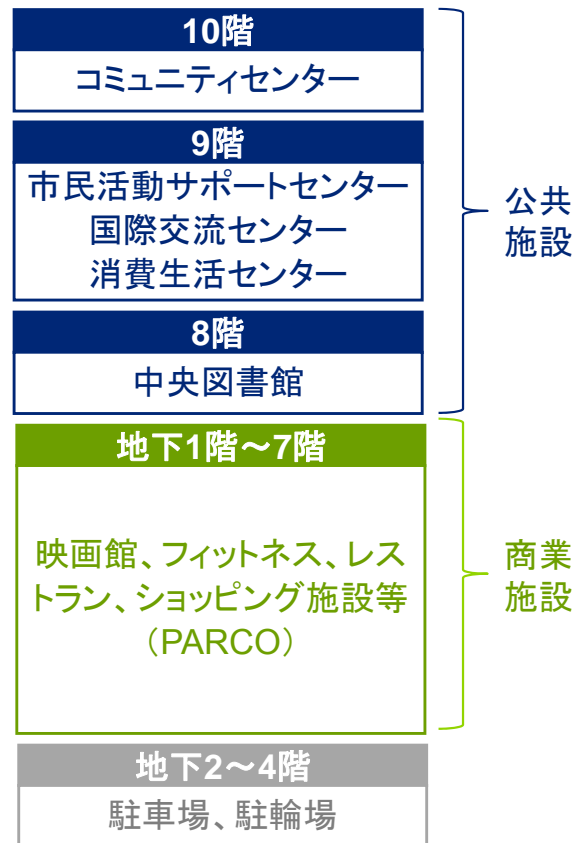 10階
コミュニティセンター
9階
市民活動サポートセンター
国際交流センター
消費生活センター
8階
中央図書館
公共
施設
地下1階～7階
映画館、フィットネス、レス
トラン、ショッピング施設等
（PARCO）
商業
施設
地下2～4階
駐車場、駐輪場